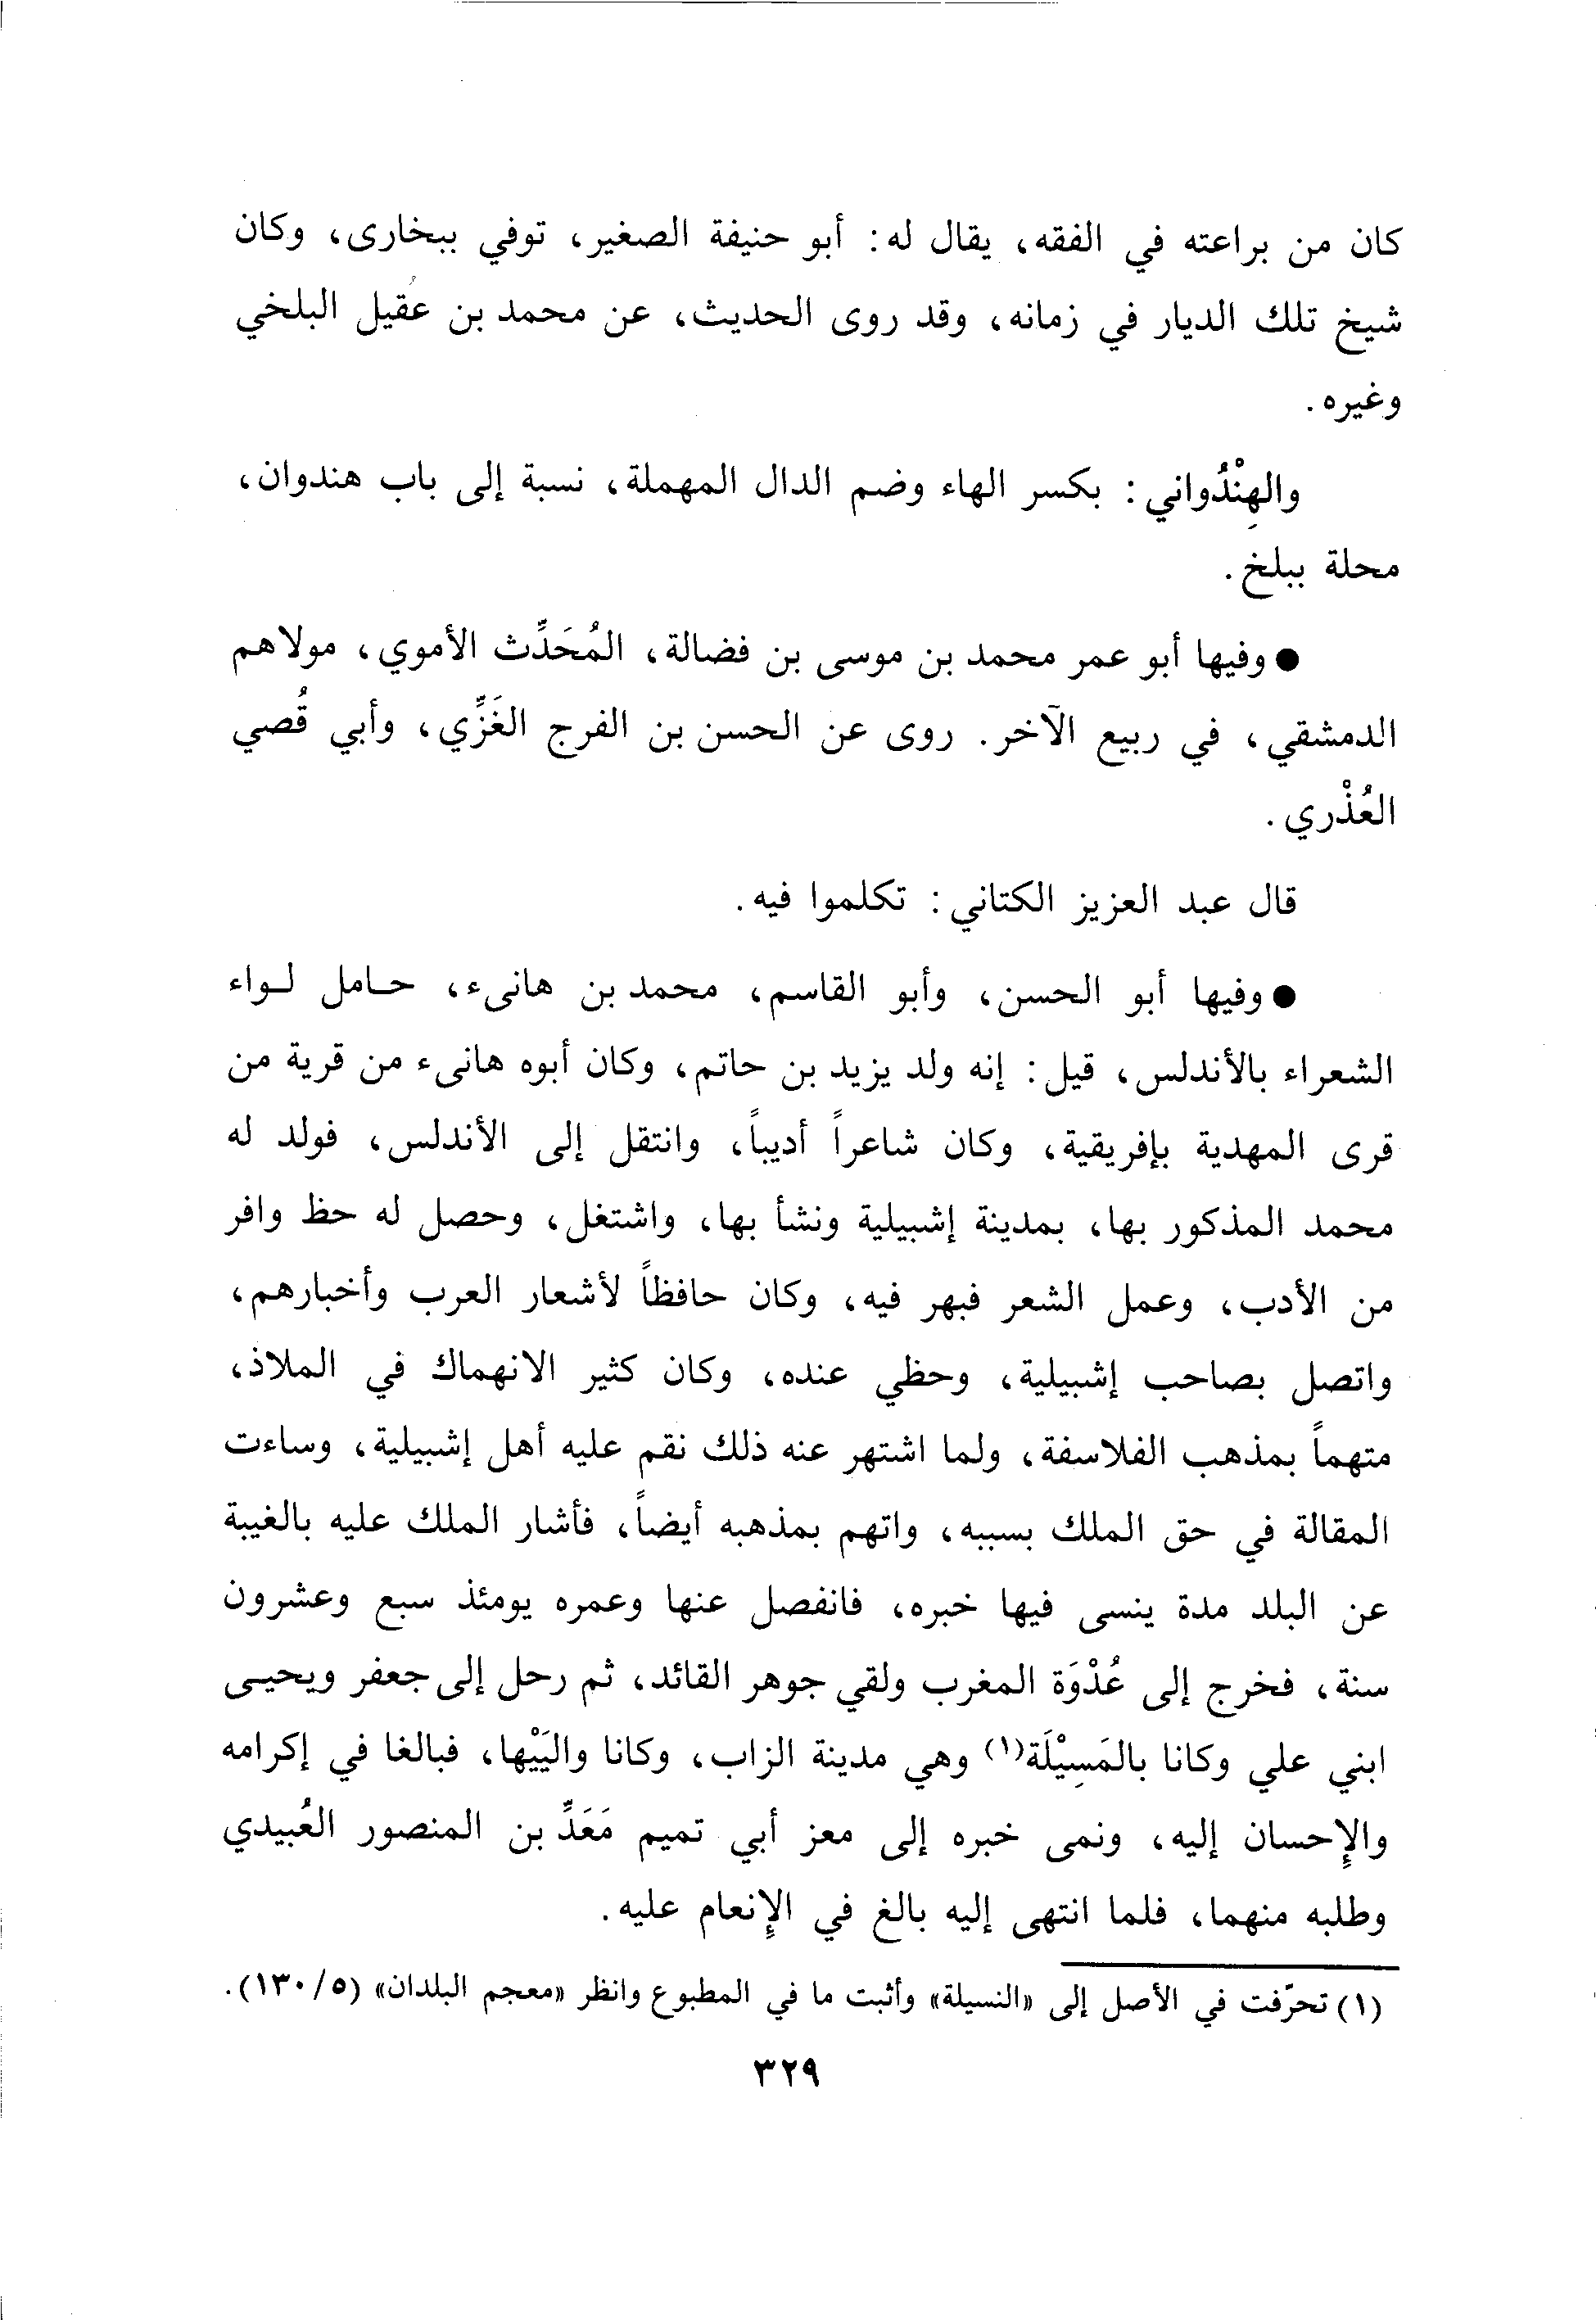 كان من براعته في الفقه، يقال له: أبو حنيفة الصغير، توفي ببخارى، وكان
شيخ تلك الديار في زمانه، وقد روى الحديث، عن محمد بن عُقيل البلخي
وغيره.
والهِنْدُواني: بكسر الهاء وضم الدال المهملة، نسبة إلى باب هندوان،
محلة ببلخ.
● وفيها أبو عمر محمد بن موسى بن فضالة، المُحَدِّث الأموي، مولاهم
الدمشقي، في ربيع الآخر. روى عن الحسن بن الفرج الغَزِّي، وأبي قُصي
العُذْري.
قال عبد العزيز الكتاني: تكلموا فيه.
● وفيها أبو الحسن، وأبو القاسم، محمد بن هانىء، حـامل لـواء
الشعراء بالأندلس، قيل: إنه ولد يزيد بن حاتم، وكان أبوه هانىء من قرية من
قرى المهدية بإفريقية، وكان شاعراً أديباً، وانتقل إلى الأندلس، فولد له
محمد المذكور بها، بمدينة إشبيلية ونشأ بها، واشتغل، وحصل له حظ وافر
من الأدب، وعمل الشعر فبهر فيه، وكان حافظاً لأشعار العرب وأخبارهم،
واتصل بصاحب إشبيلية، وحظي عنده، وكان كثير الانهماك في الملاذ،
متهماً بمذهب الفلاسفة، ولما اشتهر عنه ذلك نقم عليه أهل إشبيلية، وساءت
المقالة في حق الملك بسببه، واتهم بمذهبه أيضاً، فأشار الملك عليه بالغيبة
عن البلد مدة ينسى فيها خبره، فانفصل عنها وعمره يومئذ سبع وعشرون
سنة، فخرج إلى عُدْوَة المغرب ولقي جوهر القائد، ثم رحل إلى جعفر ويحيـى
ابني علي وكانا بالمَسِيْلَة(١) وهي مدينة الزاب، وكانا والِيَيْها، فبالغا في إكرامه
والإِحسان إليه، ونمى خبره إلى معز أبي تميم مَعَدِّ بن المنصور العُبيدي
وطلبه منهما، فلما انتهى إليه بالغ في الإِنعام عليه.
(١) تحرّفت في الأصل إلى «النسيلة» وأثبت ما في المطبوع وانظر «معجم البلدان» (٥/١٣٠).
٣٢٩